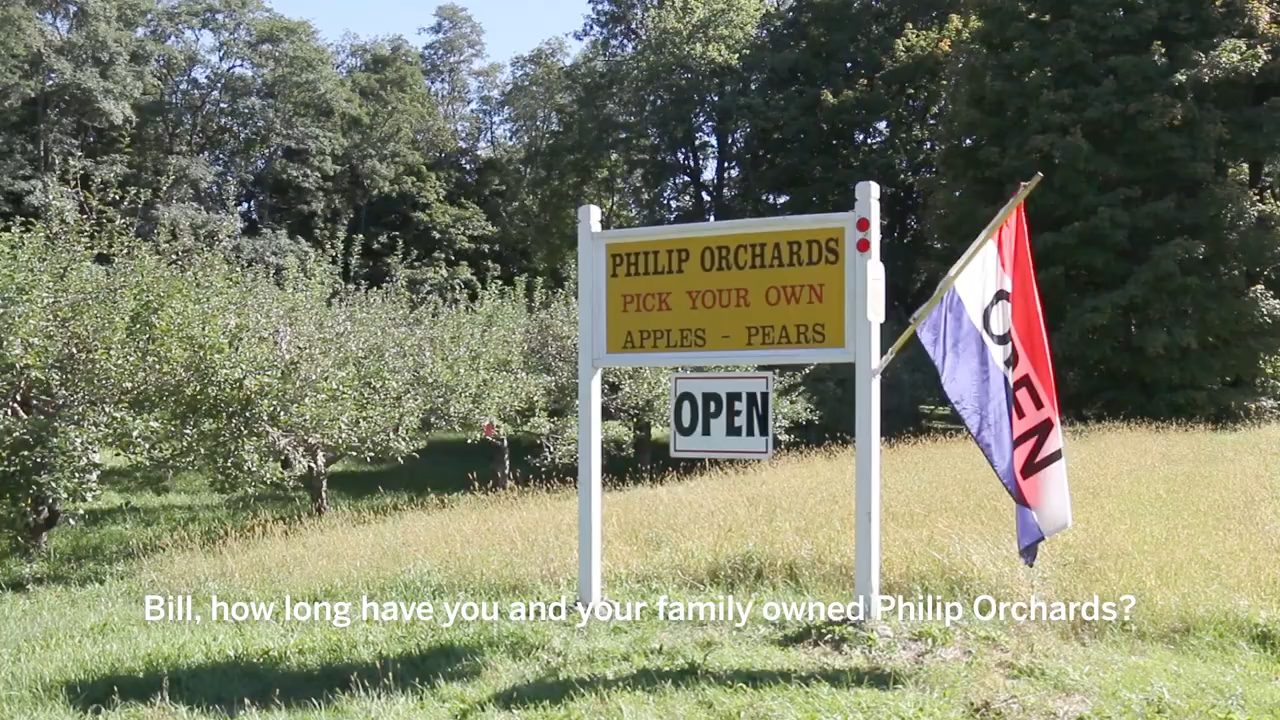 PHILIP ORCHARDS
PICK YOUR OWN
APPLES - PEARS
OPEN
OPEN
Bill, how long have you and your family owned Philip Orchards?